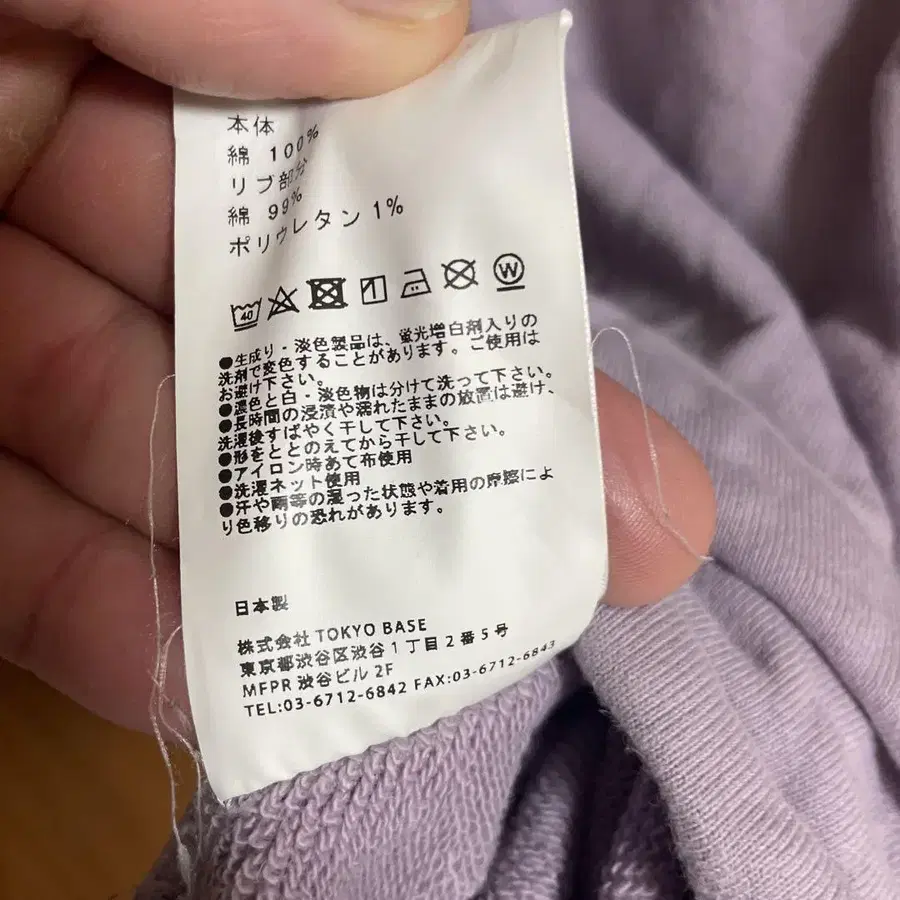 本体
綿 100%
リブ部分
綿 99%
ポリウレタン 1%
40
W
●生成り・淡色製品は、蛍光増白剤入りの
洗剤で変色することがあります。ご使用は
お避け下さい。
●濃色と白・淡色物は分けて洗って下さい。
●長時間の浸漬や濡れたままの放置は避け、
洗濯後すばやく干して下さい。
●形をととのえてから干して下さい。
●アイロン時あて布使用
●洗濯ネット使用
●汗や雨等の湿った状態や着用の摩擦によ
り色移りの恐れがあります。
日本製
株式会社 TOKYO BASE
東京都渋谷区渋谷1丁目2番5号
MFPR 渋谷ビル 2F
TEL:03-6712-6842 FAX:03-6712-6843